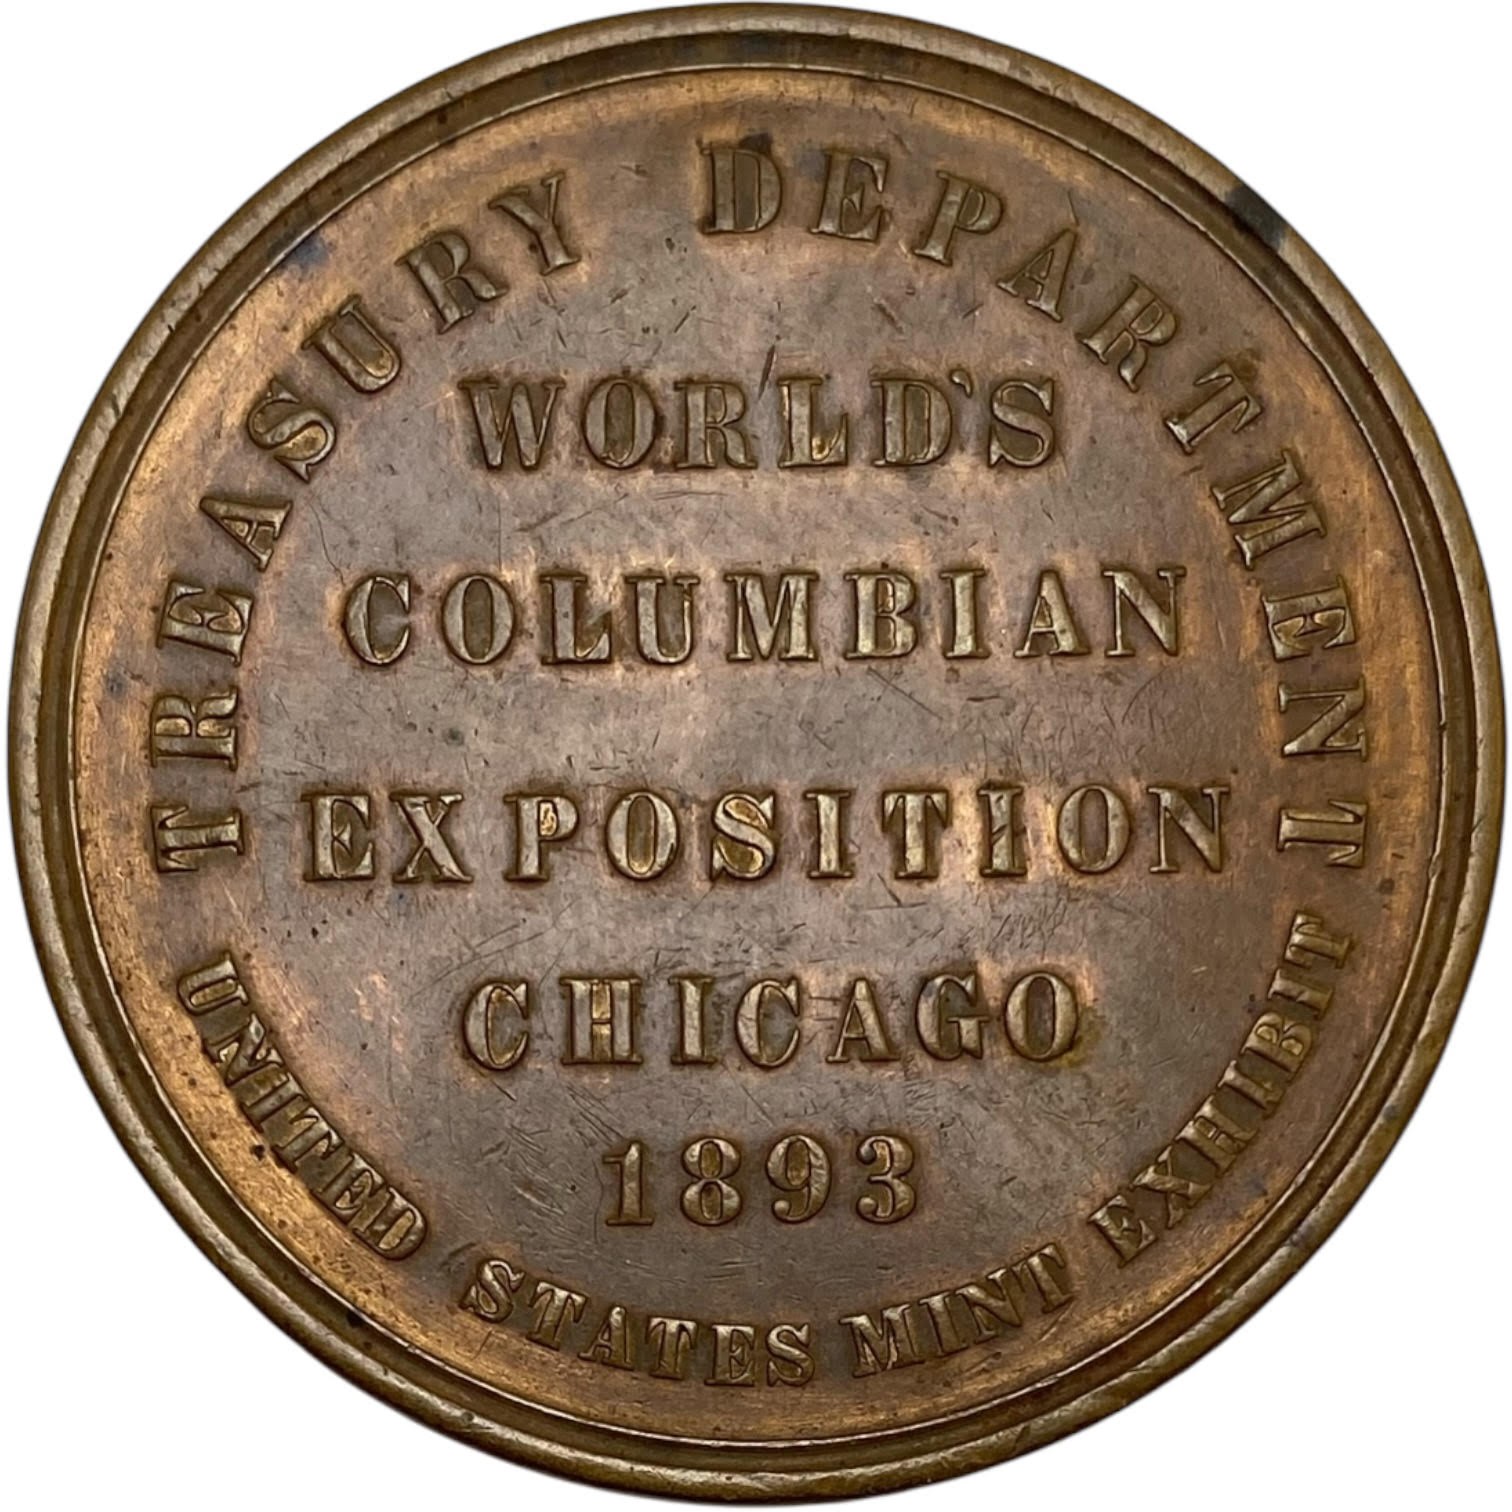 TREASURY DEPARTMENT
WORLD'S
COLUMBIAN
EXPOSITION
CHICAGO
1893
UNITED STATES MINT EXHIBIT